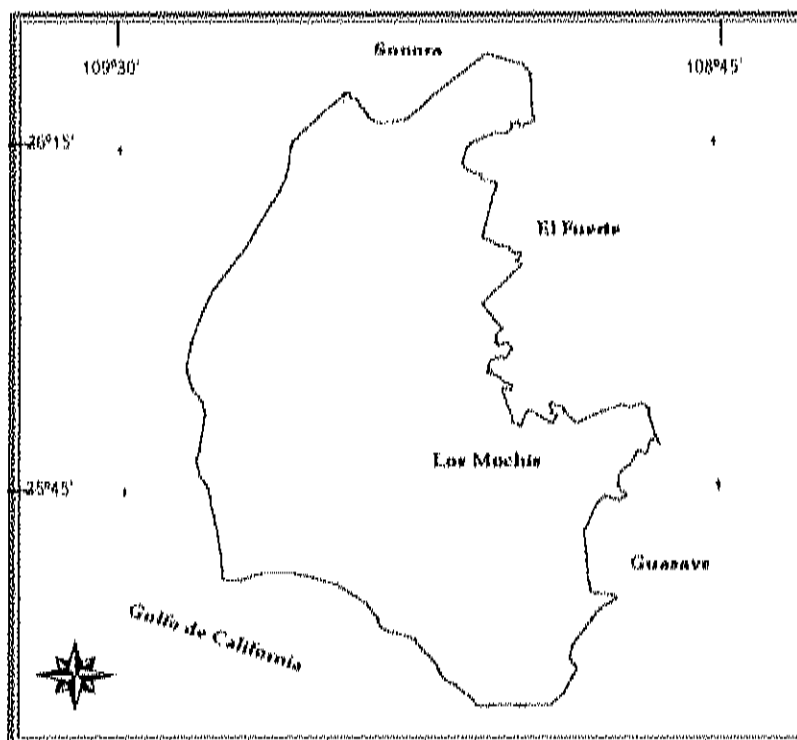 Sonora
109°30'
108°45'
26°15'
El Fuerte
Los Mochis
25°45'
Guasave
Golfo de California